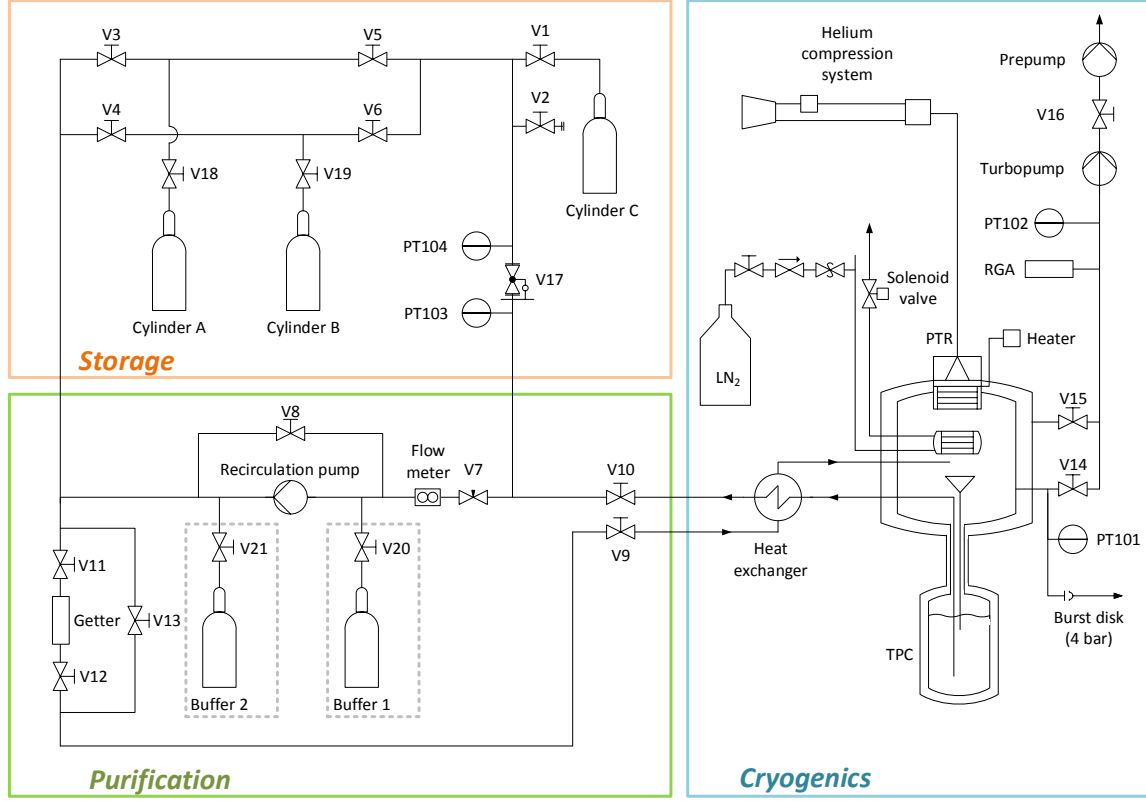 V3
V5
V1
V4
V6
V2
V18
V19
Cylinder A
Cylinder B
Cylinder C
PT104
V17
PT103
Storage
Helium
compression
system
Prepump
V16
Turbopump
PT102
RGA
Solenoid
valve
PTR
Heater
LN₂
V15
V14
PT101
Burst disk
(4 bar)
Heat
exchanger
TPC
Cryogenics
V8
Recirculation pump
Flow
meter
V7
V10
V9
V21
V20
V11
Getter
V13
V12
Buffer 2
Buffer 1
Purification